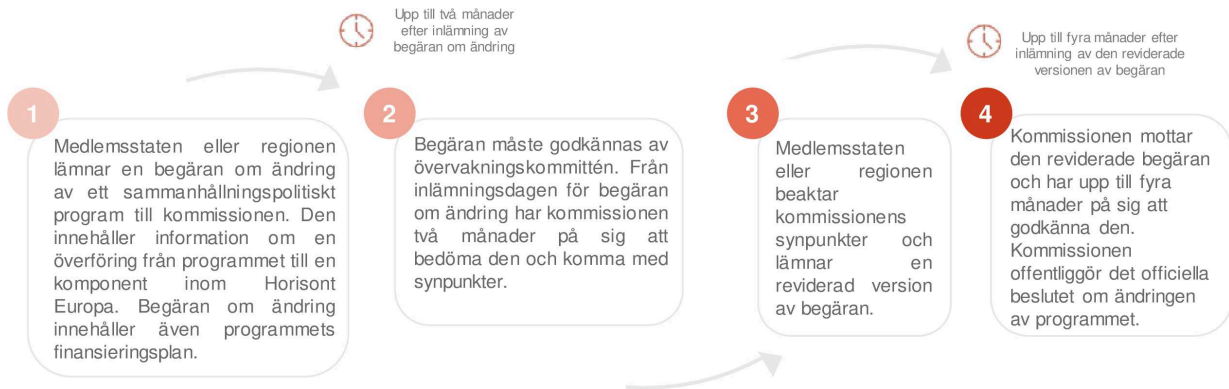 Upp till två månader
efter inlämning av
begäran om ändring
Upp till fyra månader efter
inlämning av den reviderade
versionen av begäran
1
Medlemsstaten eller regionen
lämnar en begäran om ändring
av ett sammanhållningspolitiskt
program till kommissionen. Den
innehåller information om en
överföring från programmet till en
komponent inom Horisont
Europa. Begäran om ändring
innehåller även programmets
finansieringsplan.
2
Begäran måste godkännas av
övervakningskommittén. Från
inlämningsdagen för begäran
om ändring har kommissionen
två månader på sig att
bedöma den och komma med
synpunkter.
3
Medlemsstaten
eller regionen
beaktar
kommissionens
synpunkter och
lämnar en
reviderad version
av begäran.
4
Kommissionen mottar
den reviderade begäran
och har upp till fyra
månader på sig att
godkänna den.
Kommissionen
offentliggör det officiella
beslutet om ändringen
av programmet.